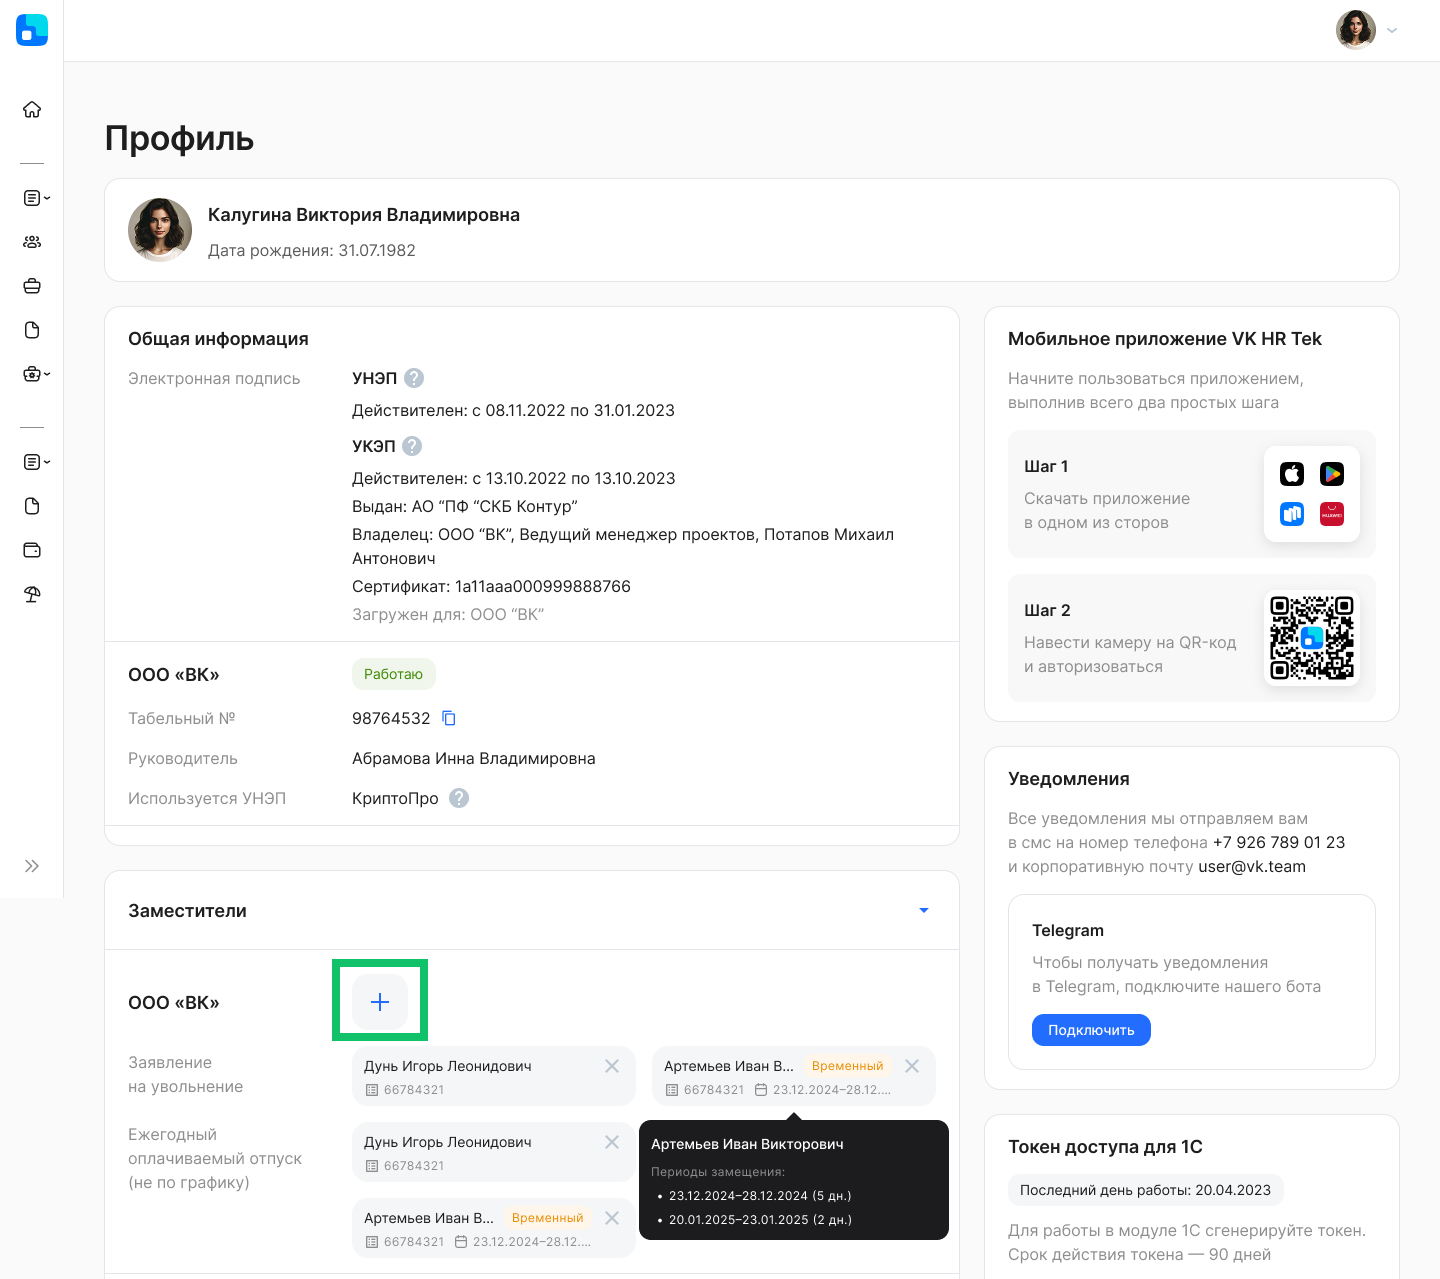 Профиль
Калугина Виктория Владимировна
Дата рождения: 31.07.1982
Общая информация
Электронная подпись
УНЭП ?
Действителен: с 08.11.2022 по 31.01.2023
УКЭП ?
Действителен: с 13.10.2022 по 13.10.2023
Выдан: АО “ПФ “СКБ Контур”
Владелец: ООО “ВК”, Ведущий менеджер проектов, Потапов Михаил
Антонович
Сертификат: 1a11aaa000999888766
Загружен для: ООО “ВК”
ООО «ВК»
Работаю
Табельный №
98764532
Руководитель
Абрамова Инна Владимировна
Используется УНЭП
КриптоПро ?
Заместители
ООО «ВК»
Заявление
на увольнение
Дунь Игорь Леонидович
66784321
Артемьев Иван В... Временный
66784321 23.12.2024–28.12....
Ежегодный
оплачиваемый отпуск
(не по графику)
Дунь Игорь Леонидович
66784321
Артемьев Иван В... Временный
66784321 23.12.2024–28.12....
Артемьев Иван Викторович
Периоды замещения:
• 23.12.2024–28.12.2024 (5 дн.)
• 20.01.2025–23.01.2025 (2 дн.)
Мобильное приложение VK HR Tek
Начните пользоваться приложением,
выполнив всего два простых шага
Шаг 1
Скачать приложение
в одном из сторов
HUAWEI
Шаг 2
Навести камеру на QR-код
и авторизоваться
Уведомления
Все уведомления мы отправляем вам
в смс на номер телефона +7 926 789 01 23
и корпоративную почту user@vk.team
Telegram
Чтобы получать уведомления
в Telegram, подключите нашего бота
Подключить
Токен доступа для 1С
Последний день работы: 20.04.2023
Для работы в модуле 1С сгенерируйте токен.
Срок действия токена — 90 дней